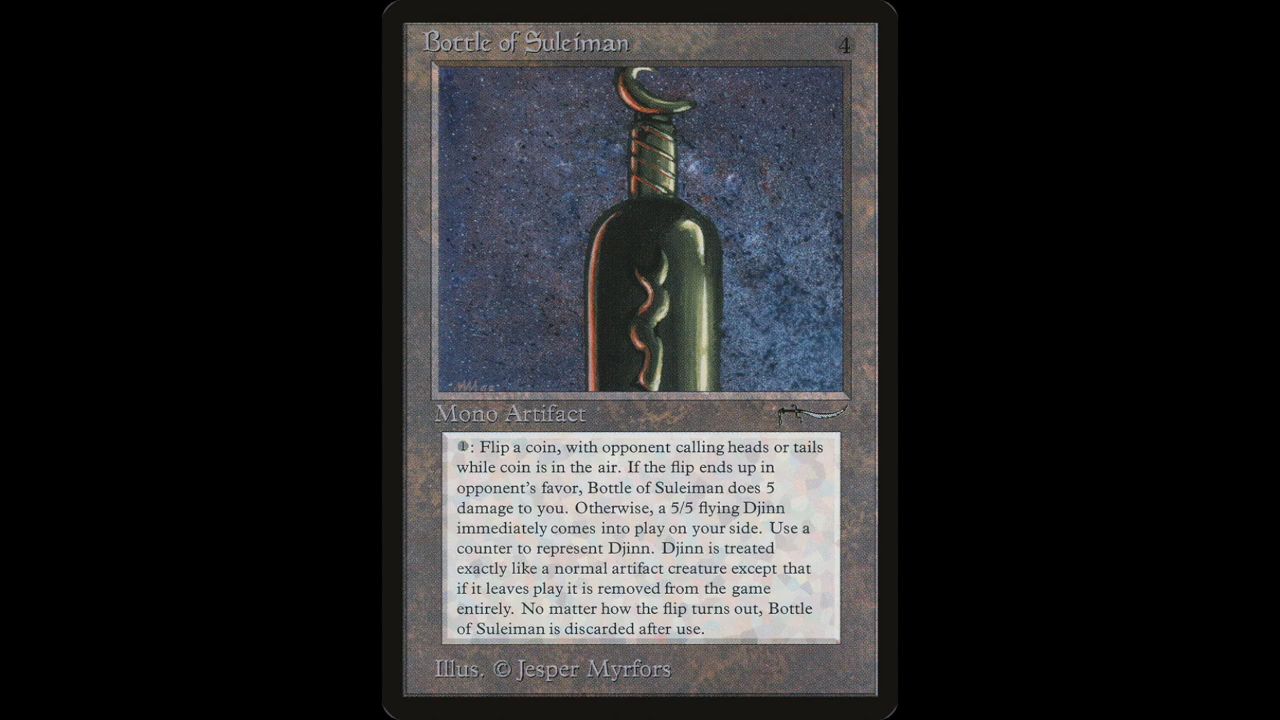 Bottle of Suleiman 4
Mono Artifact
1: Flip a coin, with opponent calling heads or tails
while coin is in the air. If the flip ends up in
opponent's favor, Bottle of Suleiman does 5
damage to you. Otherwise, a 5/5 flying Djinn
immediately comes into play on your side. Use a
counter to represent Djinn. Djinn is treated
exactly like a normal artifact creature except that
if it leaves play it is removed from the game
entirely. No matter how the flip turns out, Bottle
of Suleiman is discarded after use.
Illus. © Jesper Myrfors